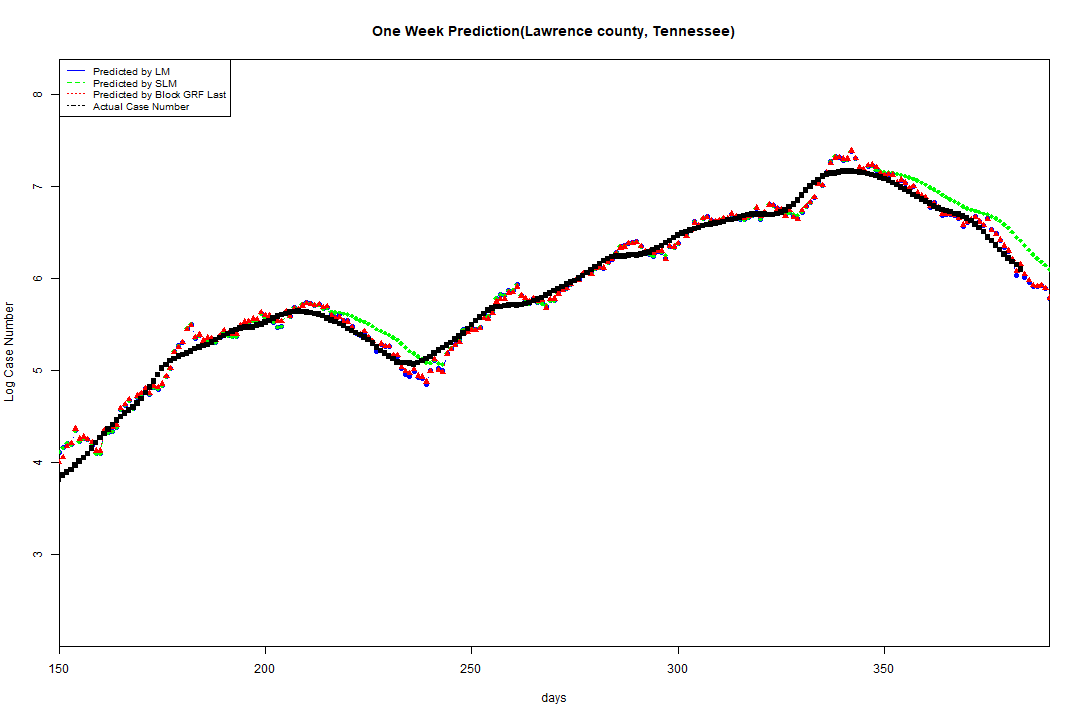 One Week Prediction(Lawrence county, Tennessee)
Predicted by LM
Predicted by SLM
Predicted by Block GRF Last
Actual Case Number
8
7
6
5
4
3
Log Case Number
150 200 250 300 350
days